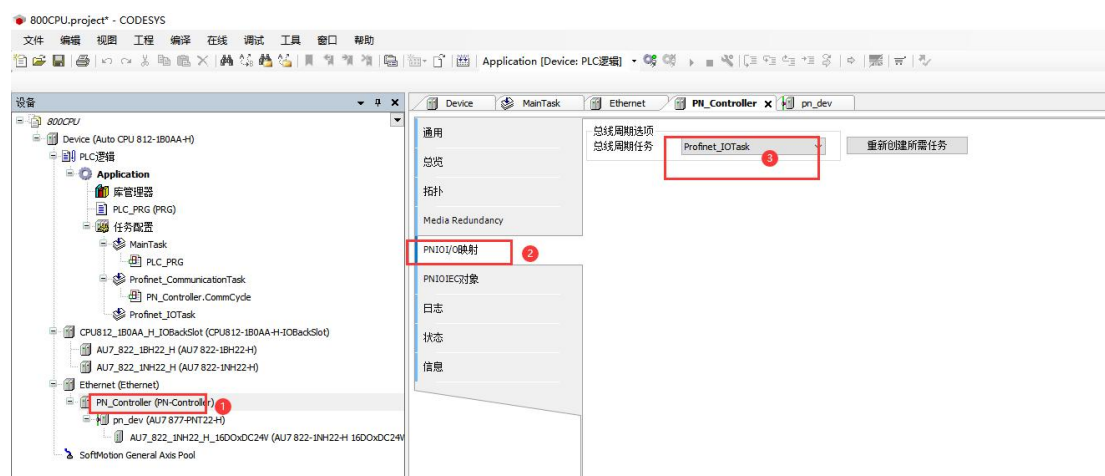 800CPU.project* - CODESYS
文件 编辑 视图 工程 编译 在线 调试 工具 窗口 帮助
Application [Device: PLC逻辑]
设备
800CPU
Device (Auto CPU 812-1B0AA-H)
PLC逻辑
Application
库管理器
PLC_PRG (PRG)
任务配置
MainTask
PLC_PRG
Profinet_CommunicationTask
PN_Controller.CommCycle
Profinet_IOTask
CPU812_1B0AA_H_IOBackSlot (CPU812-1B0AA-H-IOBackSlot)
AU7_822_1BH22_H (AU7 822-1BH22-H)
AU7_822_1NH22_H (AU7 822-1NH22-H)
Ethernet (Ethernet)
PN_Controller (PN-Controller)
1
pn_dev (AU7 877-PNT22-H)
AU7_822_1NH22_H_16DOxDC24V (AU7 822-1NH22-H 16DOxDC24V
SoftMotion General Axis Pool
Device MainTask Ethernet PN_Controller pn_dev
通用
总览
拓扑
Media Redundancy
PNIOI/O映射
2
PNIOIEC对象
日志
状态
信息
总线周期选项
总线周期任务 Profinet_IOTask 重新创建所需任务
3